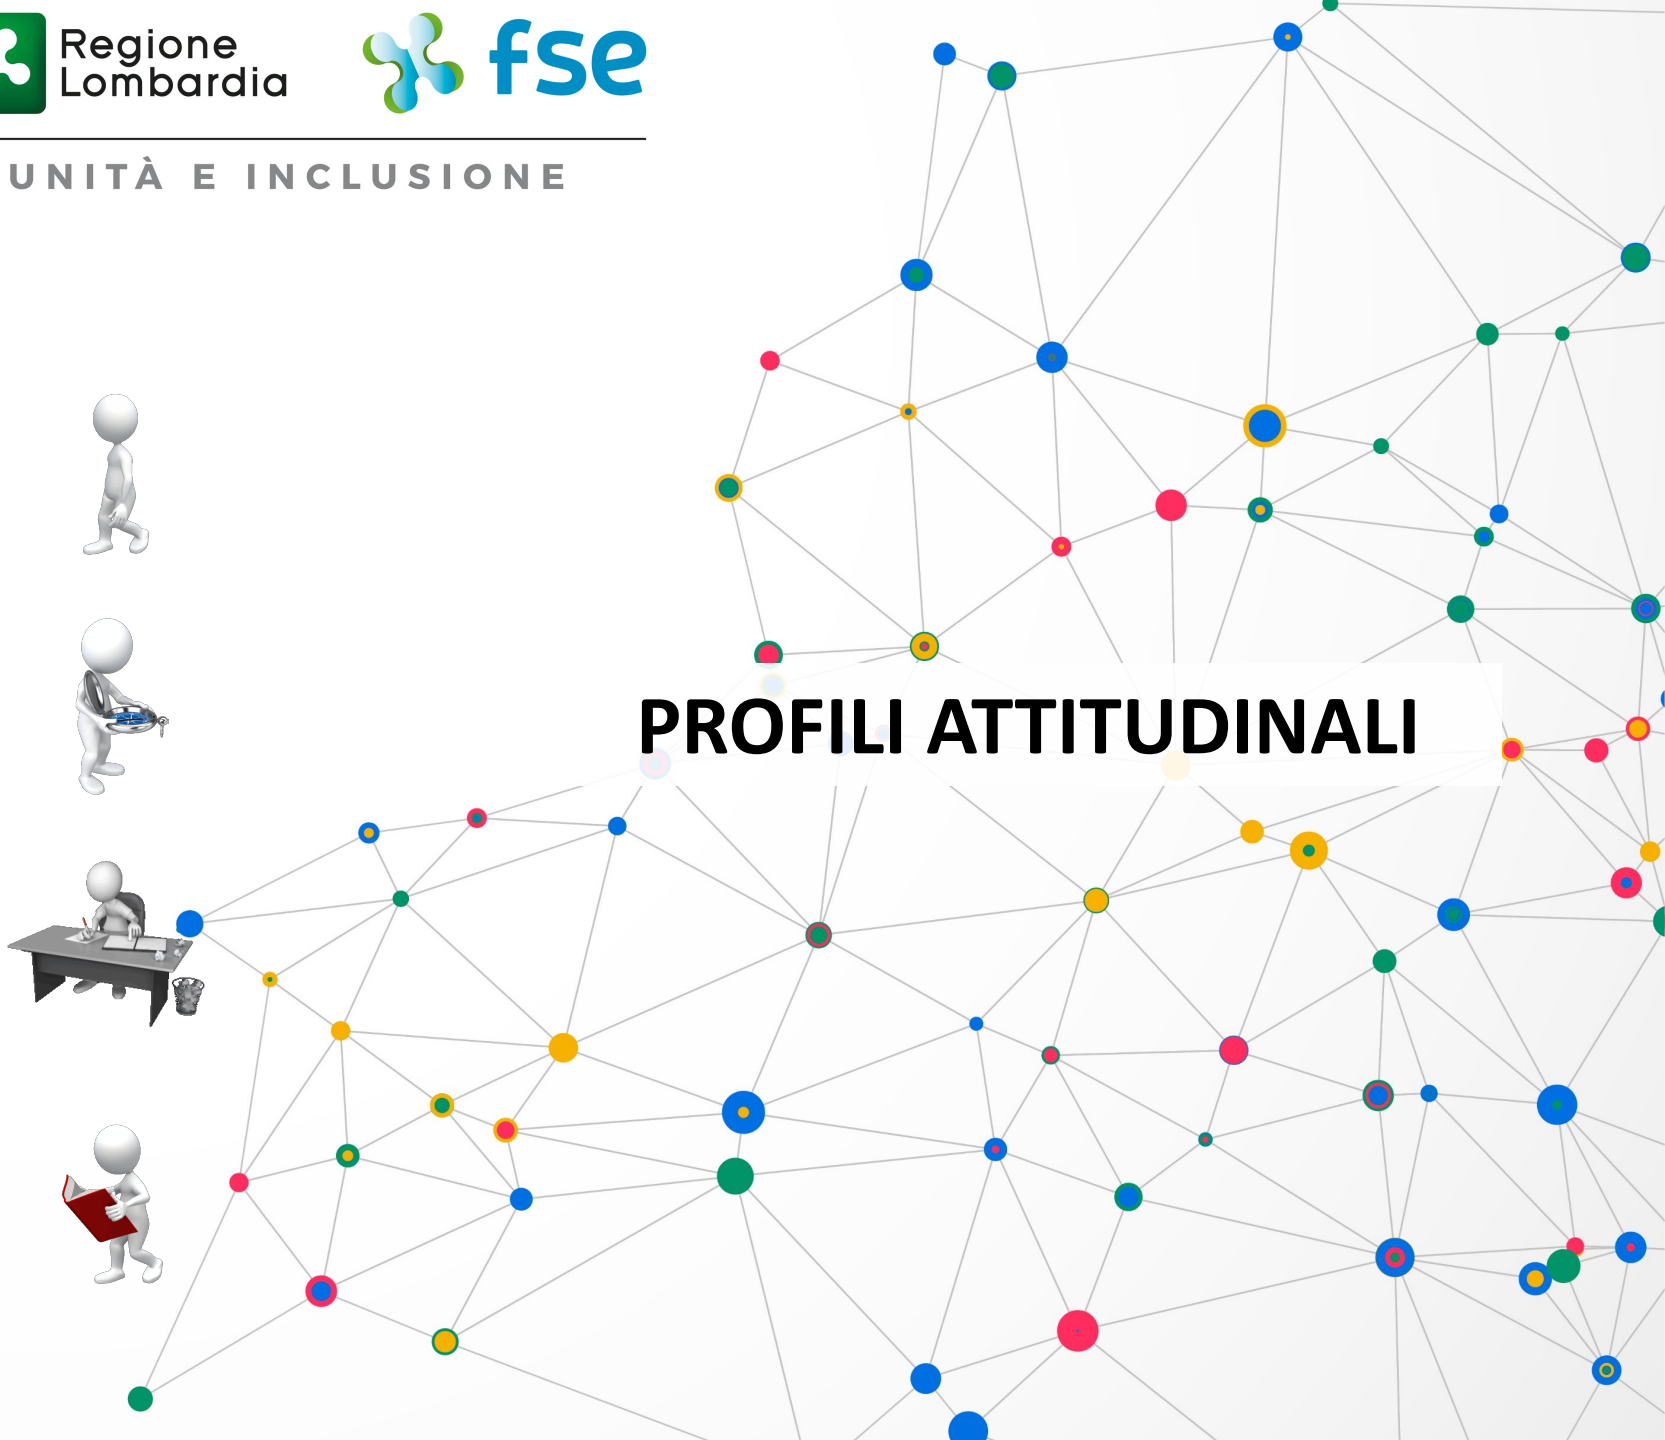 Regione
Lombardia
fse
UNITÀ E INCLUSIONE
PROFILI ATTITUDINALI